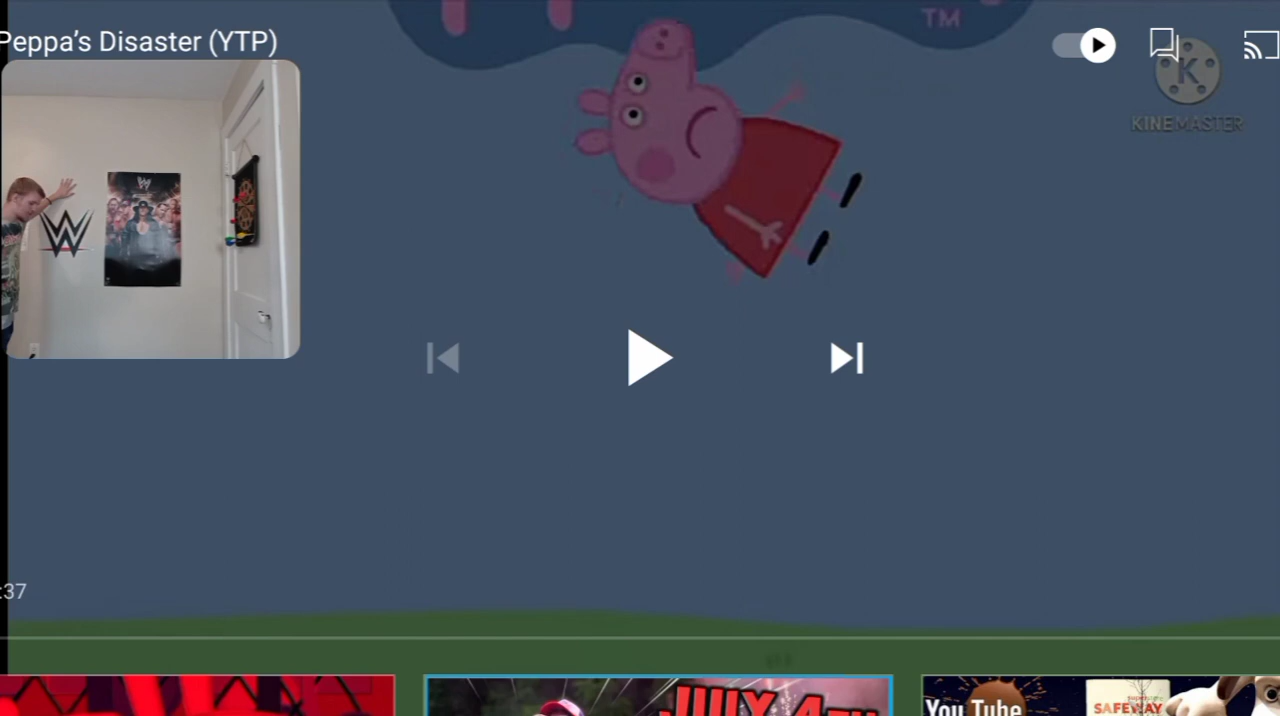 Peppa's Disaster (YTP)
TM
K
KINEMASTER
W
W
:37
JULY 4TH
You Tube
SAFEWAY